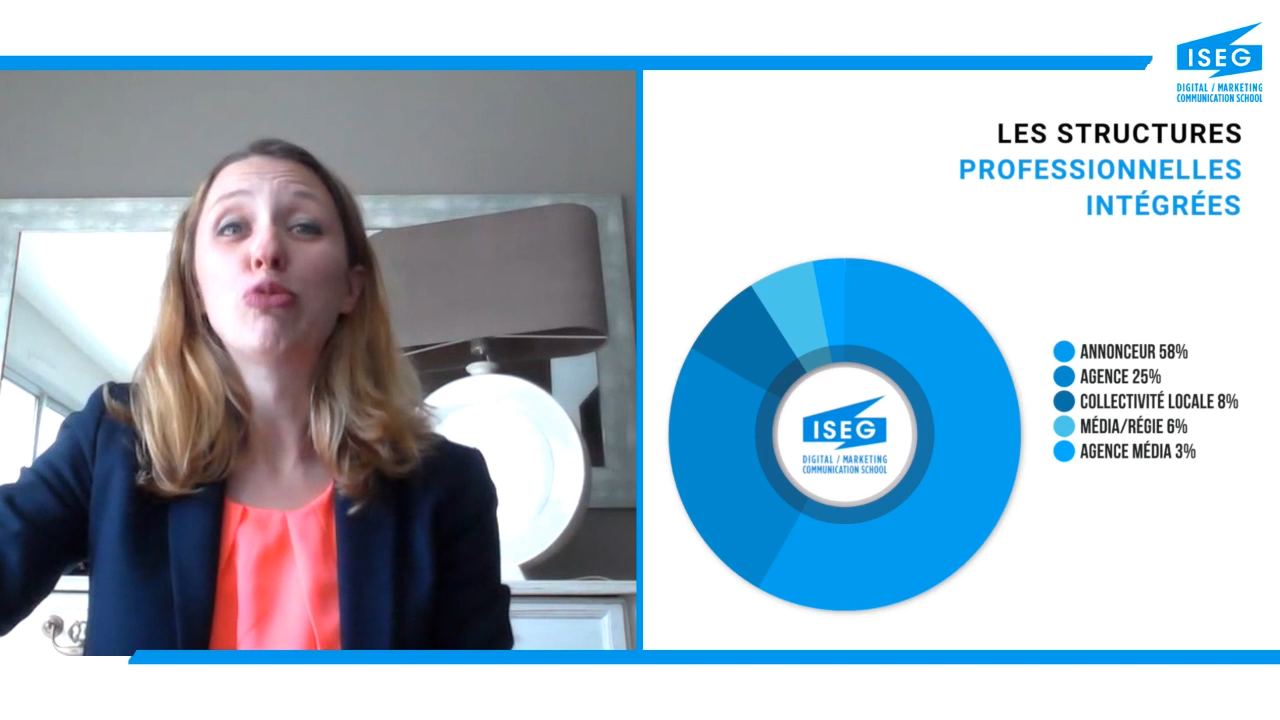 ISEG
DIGITAL / MARKETING
COMMUNICATION SCHOOL
LES STRUCTURES
PROFESSIONNELLES
INTÉGRÉES
ANNONCEUR 58%
AGENCE 25%
COLLECTIVITÉ LOCALE 8%
MÉDIA/RÉGIE 6%
AGENCE MÉDIA 3%
ISEG
DIGITAL / MARKETING
COMMUNICATION SCHOOL